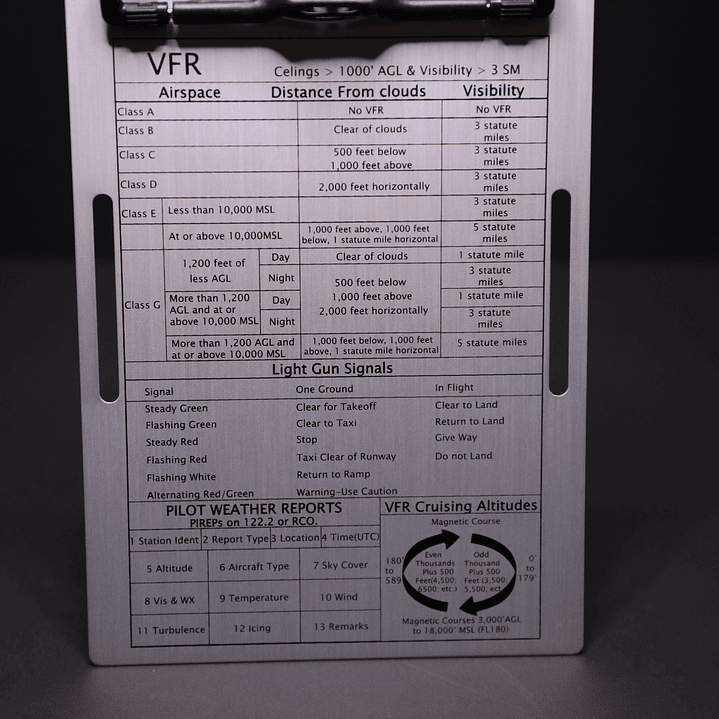 VFR
Celings > 1000' AGL & Visibility > 3 SM
Airspace Distance From clouds Visibility
Class A No VFR No VFR
Class B Clear of clouds 3 statute
miles
Class C 500 feet below 3 statute
1,000 feet above miles
Class D 2,000 feet horizontally 3 statute
miles
Class E Less than 10,000 MSL 3 statute
miles
At or above 10,000MSL 1,000 feet above, 1,000 feet 5 statute
below, 1 statute mile horizontal miles
Class G 1,200 feet of Day Clear of clouds 1 statute mile
less AGL Night 500 feet below 3 statute
miles
More than 1,200 Day 1,000 feet above 1 statute mile
AGL and at or
above 10,000 MSL Night 2,000 feet horizontally 3 statute
miles
More than 1,200 AGL and 1,000 feet below, 1,000 feet 5 statute miles
at or above 10,000 MSL above, 1 statute mile horizontal
Light Gun Signals
Signal One Ground In Flight
Steady Green Clear for Takeoff Clear to Land
Flashing Green Clear to Taxi Return to Land
Steady Red Stop Give Way
Flashing Red Taxi Clear of Runway Do not Land
Flashing White Return to Ramp
Alternating Red/Green Warning-Use Caution
PILOT WEATHER REPORTS
PIREPs on 122.2 or RCO.
1 Station Ident 2 Report Type 3 Location 4 Time(UTC)
5 Altitude 6 Aircraft Type 7 Sky Cover
8 Vis & WX 9 Temperature 10 Wind
11 Turbulence 12 Icing 13 Remarks
VFR Cruising Altitudes
Magnetic Course
180'
to
589'
Even
Thousands
Plus 500
Feet(4,500;
6500; etc.)
Odd
Thousand
Plus 500
Feet (3,500;
5,500; ect.
0'
to
179'
Magnetic Courses 3,000'AGL
to 18,000' MSL (FL180)